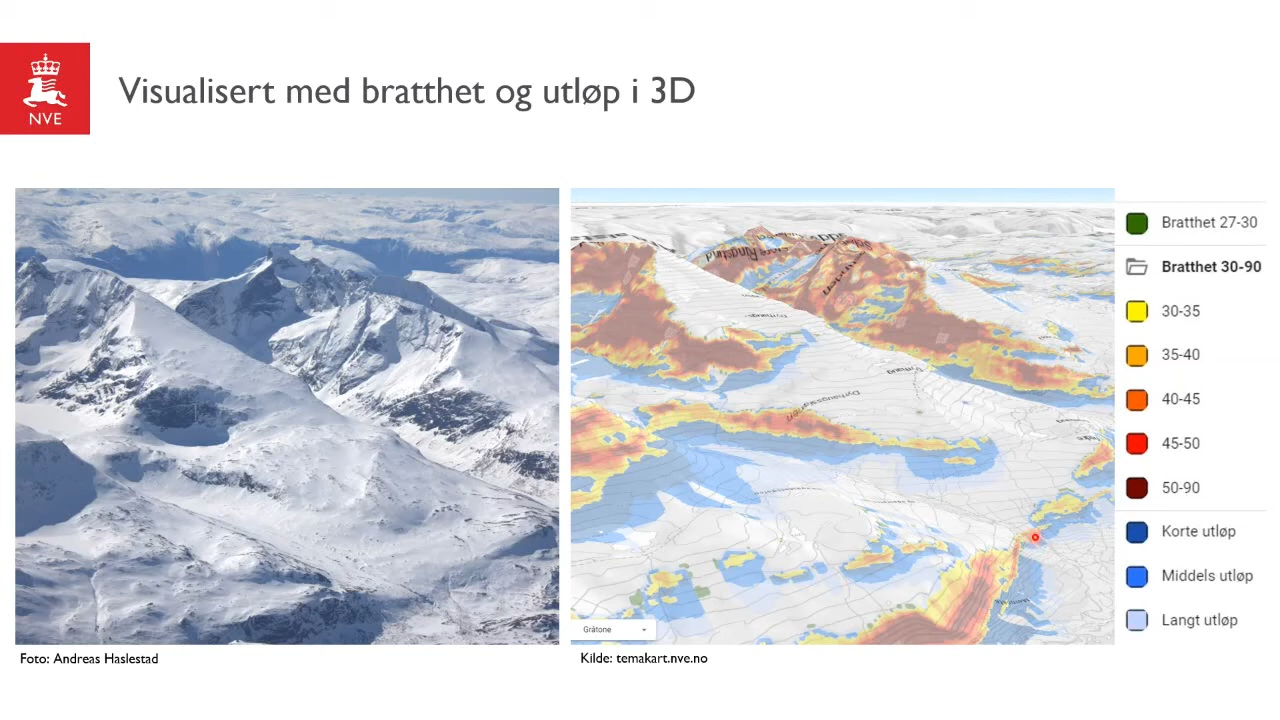 NVE
Visualisert med bratthet og utløp i 3D
Bratthet 27-30
Bratthet 30-90
30-35
35-40
40-45
45-50
50-90
Korte utløp
Middels utløp
Langt utløp
Gråtone
Foto: Andreas Haslestad
Kilde: temakart.nve.no